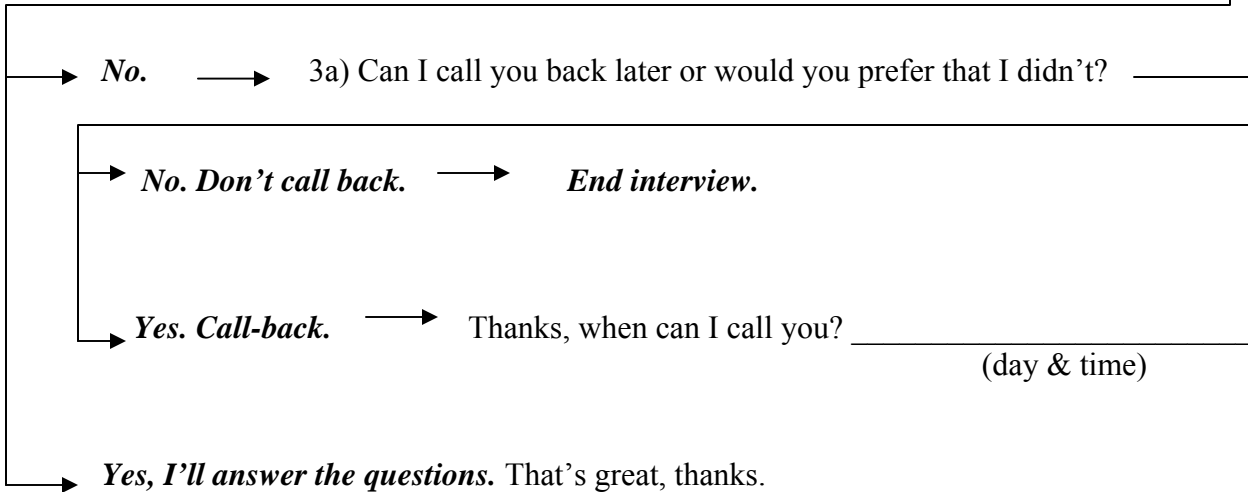 No. 3a) Can I call you back later or would you prefer that I didn’t?
No. Don’t call back. End interview.
Yes. Call-back. Thanks, when can I call you? __________________________
(day & time)
Yes, I’ll answer the questions. That’s great, thanks.